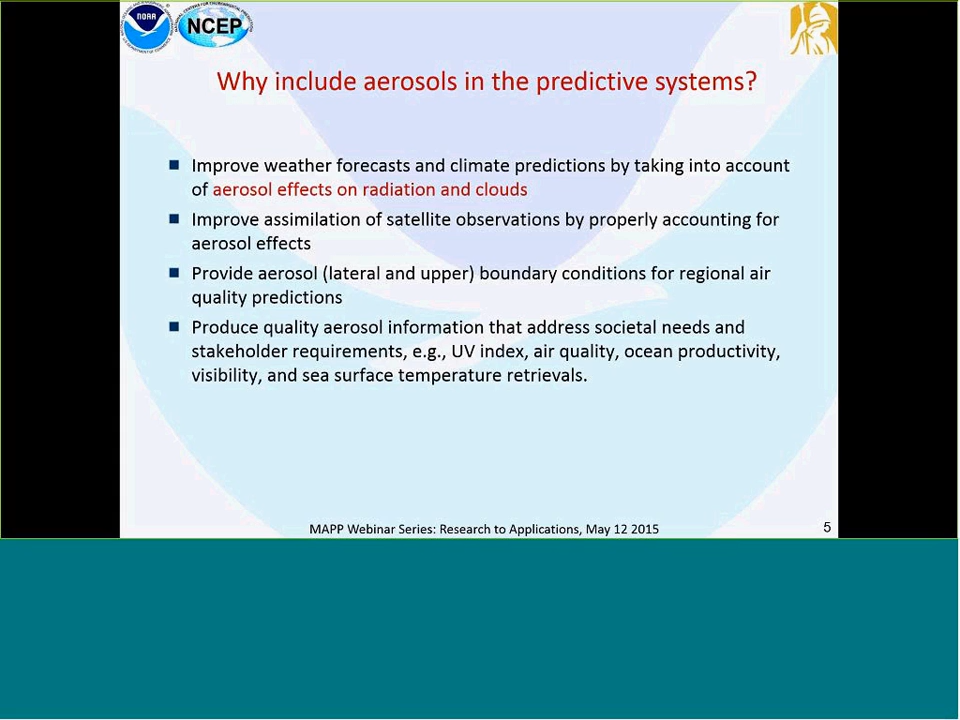 NOAA
NCEP
Why include aerosols in the predictive systems?
■ Improve weather forecasts and climate predictions by taking into account
of aerosol effects on radiation and clouds
■ Improve assimilation of satellite observations by properly accounting for
aerosol effects
■ Provide aerosol (lateral and upper) boundary conditions for regional air
quality predictions
■ Produce quality aerosol information that address societal needs and
stakeholder requirements, e.g., UV index, air quality, ocean productivity,
visibility, and sea surface temperature retrievals.
MAPP Webinar Series: Research to Applications, May 12 2015
5